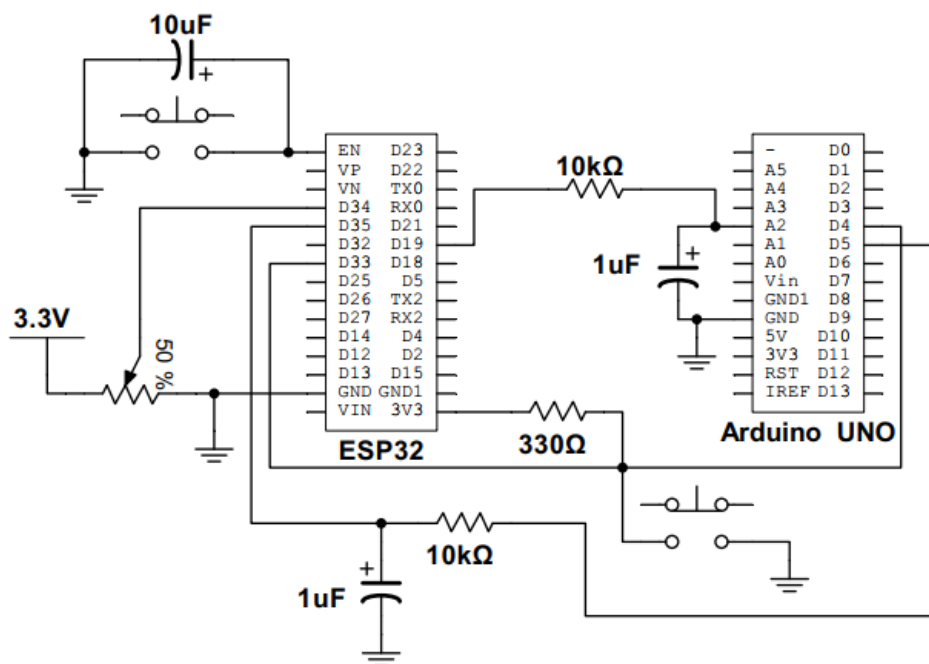 10uF
+
EN D23
VP D22
VN TX0
D34 RX0
D35 D21
D32 D19
D33 D18
D25 D5
D26 TX2
D27 RX2
D14 D4
D12 D2
D13 D15
GND GND1
VIN 3V3
ESP32
3.3V
50 %
10kΩ
+
1uF
- D0
A5 D1
A4 D2
A3 D3
A2 D4
A1 D5
A0 D6
Vin D7
GND1 D8
GND D9
5V D10
3V3 D11
RST D12
IREF D13
Arduino UNO
330Ω
10kΩ
+
1uF